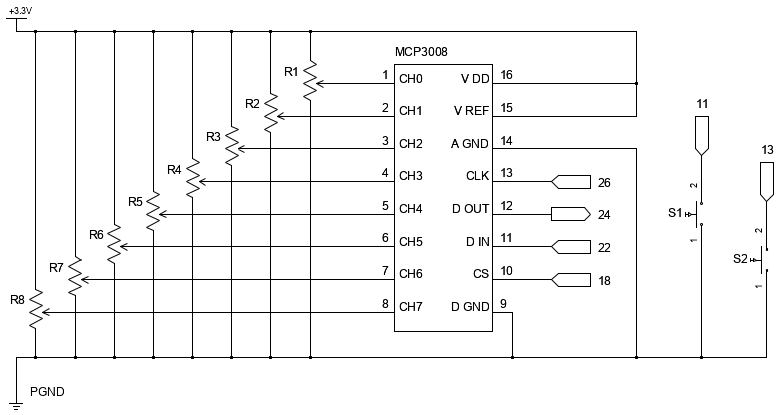 +3.3V
MCP3008
R1 1 CH0 V DD 16
R2 2 CH1 V REF 15 11
R3 3 CH2 A GND 14 13
R4 4 CH3 CLK 13 26
R5 5 CH4 D OUT 12 24 S1 2 1
R6 6 CH5 D IN 11 22
R7 7 CH6 CS 10 18 S2 2 1
R8 8 CH7 D GND 9
PGND